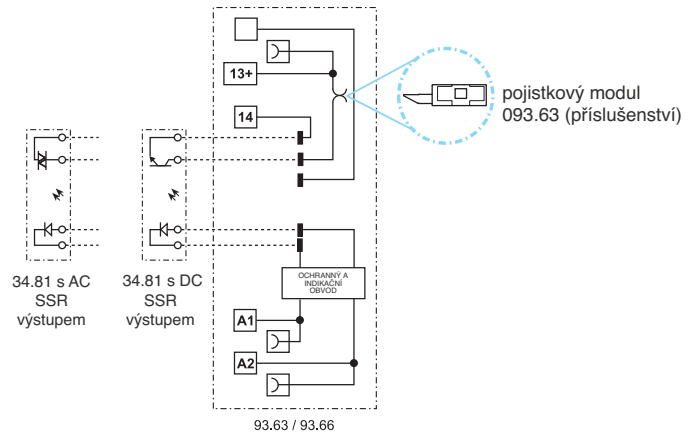 13+
14
pojistkový modul
093.63 (příslušenství)
34.81 s AC
SSR
výstupem
34.81 s DC
SSR
výstupem
OCHRANNÝ A
INDIKAČNÍ
OBVOD
A1
A2
93.63 / 93.66